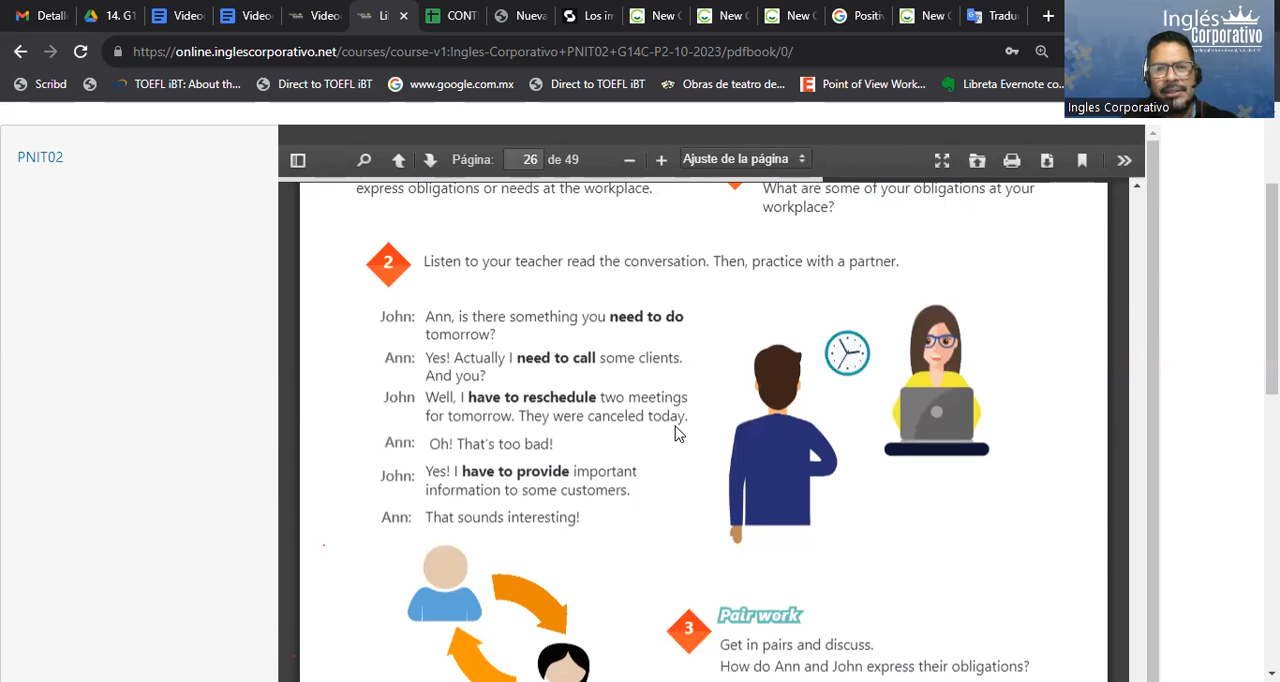 Detall
14. G1
Videoc
Videoc
Videoc
Lil
CONT
Nueva
Los in
New C
New C
New C
Positiv
New C
Tradu
https://online.inglescorporativo.net/courses/course-v1:Ingles-Corporativo+PNIT02+G14C-P2-10-2023/pdfbook/0/
Scribd
TOEFL iBT: About th...
Direct to TOEFL iBT
www.google.com.mx
Direct to TOEFL iBT
Obras de teatro de...
Point of View Work...
Libreta Evernote co
Inglés
Corporativo
Ingles Corporativo
PNIT02
Página: 26 de 49
Ajuste de la página
express obligations or needs at the workplace.
What are some of your obligations at your
workplace?
2 Listen to your teacher read the conversation. Then, practice with a partner.
John: Ann, is there something you need to do
tomorrow?
Ann: Yes! Actually I need to call some clients.
And you?
John Well, I have to reschedule two meetings
for tomorrow. They were canceled today.
Ann: Oh! That's too bad!
John: Yes! I have to provide important
information to some customers.
Ann: That sounds interesting!
3 Pair work
Get in pairs and discuss.
How do Ann and John express their obligations?